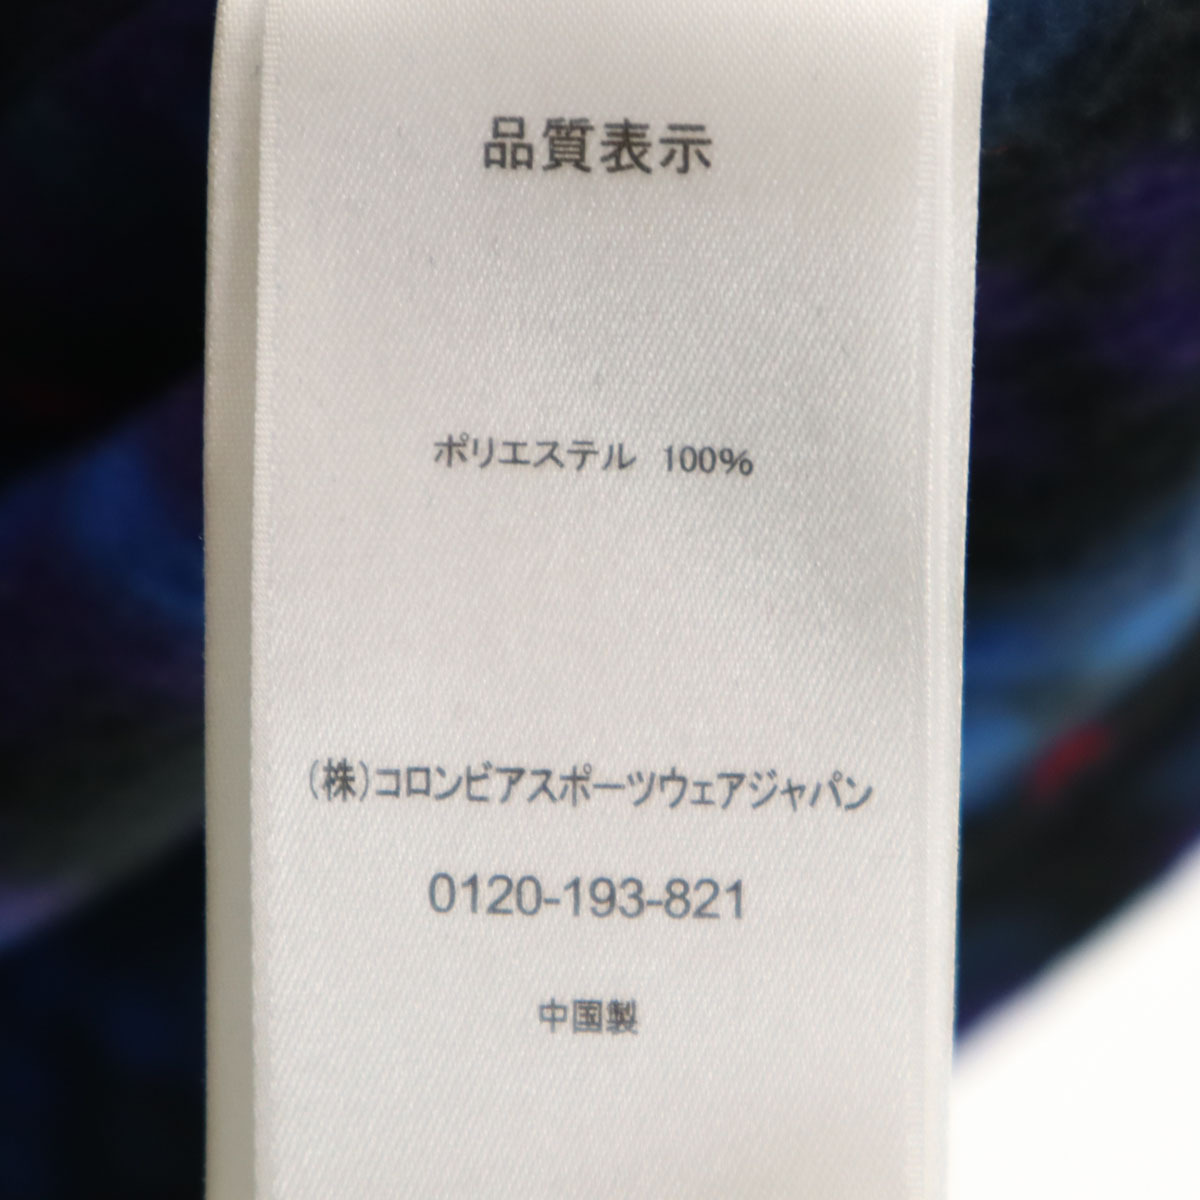 品質表示
ポリエステル 100%
(株)コロンビアスポーツウェアジャパン
0120-193-821
中国製